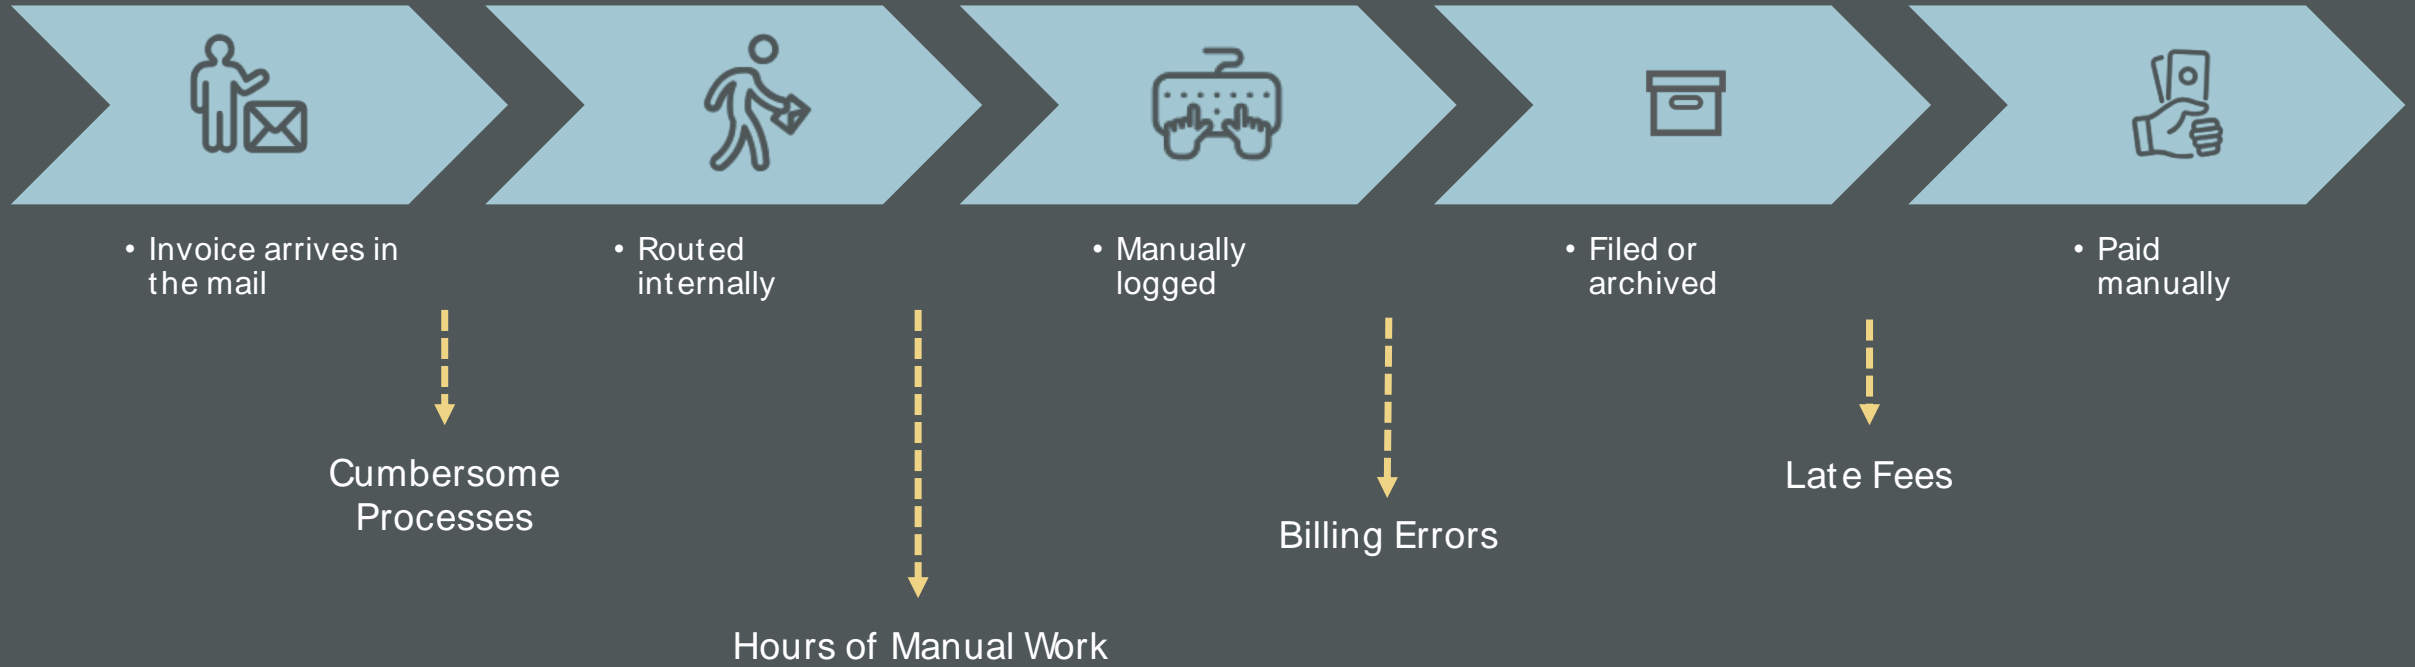 • Invoice arrives in
the mail
• Routed
internally
• Manually
logged
• Filed or
archived
• Paid
manually
Cumbersome
Processes
Hours of Manual Work
Billing Errors
Late Fees